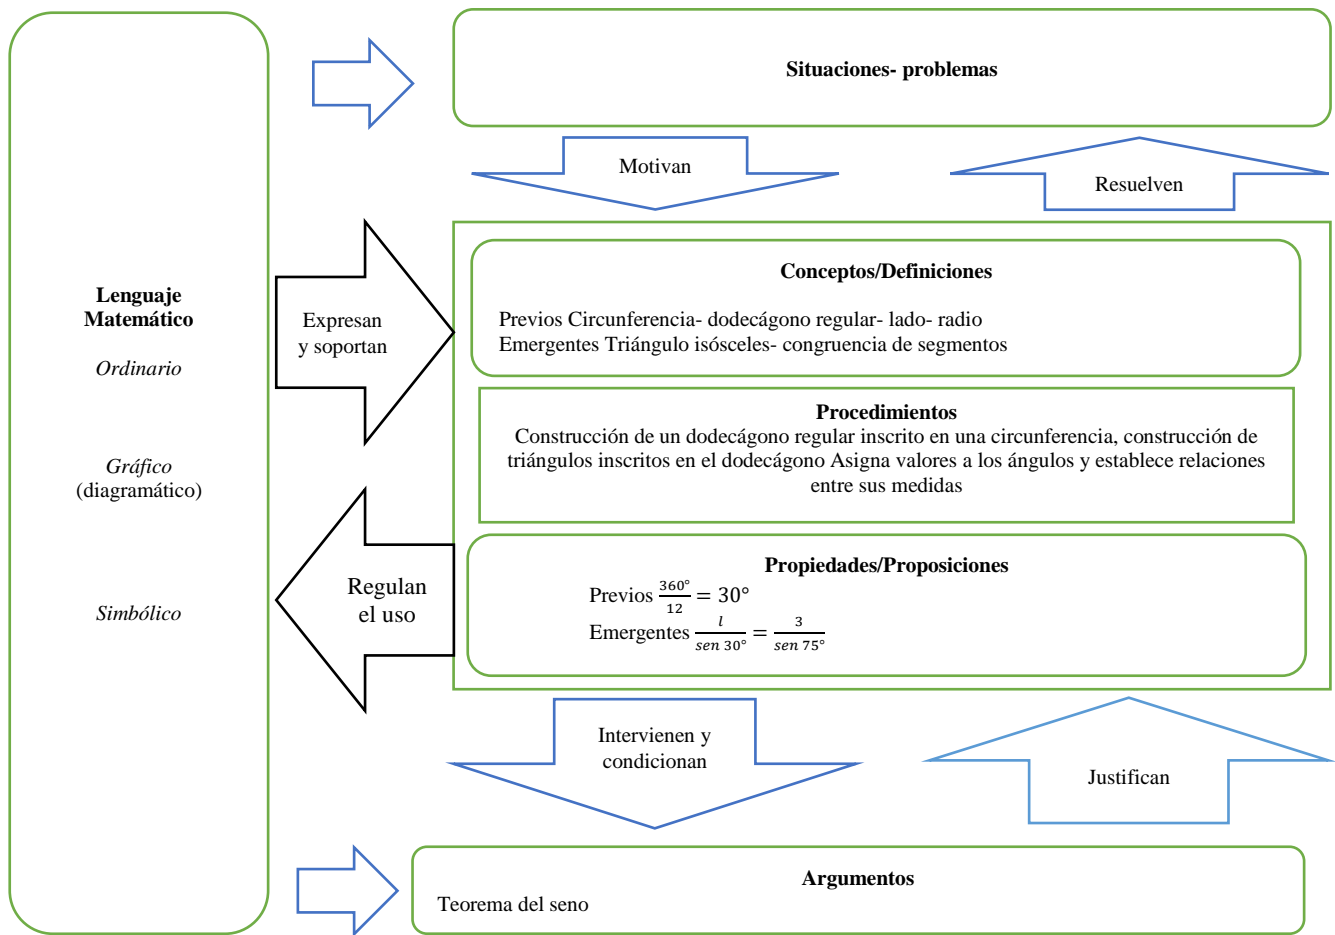 Situaciones- problemas
Motivan
Resuelven
Lenguaje
Matemático
Ordinario
Gráfico
(diagramático)
Simbólico
Expresan
y soportan
Conceptos/Definiciones
Previos Circunferencia- dodecágono regular- lado- radio
Emergentes Triángulo isósceles- congruencia de segmentos
Procedimientos
Construcción de un dodecágono regular inscrito en una circunferencia, construcción de
triángulos inscritos en el dodecágono Asigna valores a los ángulos y establece relaciones
entre sus medidas
Regulan
el uso
Propiedades/Proposiciones
Previos 360°/12 = 30°
Emergentes l/sen 30° = 3/sen 75°
Intervienen y
condicionan
Justifican
Argumentos
Teorema del seno